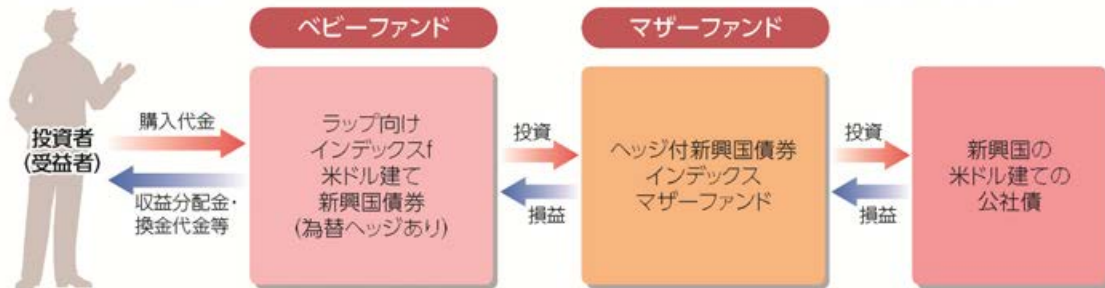 ベビーファンド
マザーファンド
投資者
(受益者)
購入代金
収益分配金・
換金代金等
ラップ向け
インデックスf
米ドル建て
新興国債券
(為替ヘッジあり)
投資
損益
ヘッジ付新興国債券
インデックス
マザーファンド
投資
損益
新興国の
米ドル建ての
公社債